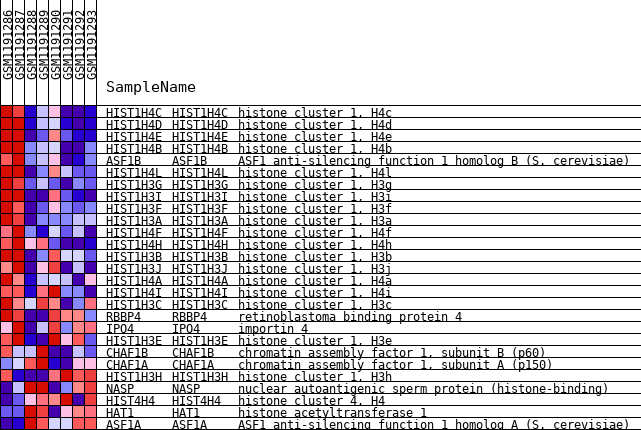 GSM1191286
GSM1191287
GSM1191288
GSM1191289
GSM1191290
GSM1191291
GSM1191292
GSM1191293
SampleName
HIST1H4C HIST1H4C histone cluster 1, H4c
HIST1H4D HIST1H4D histone cluster 1, H4d
HIST1H4E HIST1H4E histone cluster 1, H4e
HIST1H4B HIST1H4B histone cluster 1, H4b
ASF1B ASF1B ASF1 anti-silencing function 1 homolog B (S. cerevisiae)
HIST1H4L HIST1H4L histone cluster 1, H4l
HIST1H3G HIST1H3G histone cluster 1, H3g
HIST1H3I HIST1H3I histone cluster 1, H3i
HIST1H3F HIST1H3F histone cluster 1, H3f
HIST1H3A HIST1H3A histone cluster 1, H3a
HIST1H4F HIST1H4F histone cluster 1, H4f
HIST1H4H HIST1H4H histone cluster 1, H4h
HIST1H3B HIST1H3B histone cluster 1, H3b
HIST1H3J HIST1H3J histone cluster 1, H3j
HIST1H4A HIST1H4A histone cluster 1, H4a
HIST1H4I HIST1H4I histone cluster 1, H4i
HIST1H3C HIST1H3C histone cluster 1, H3c
RBBP4 RBBP4 retinoblastoma binding protein 4
IPO4 IPO4 importin 4
HIST1H3E HIST1H3E histone cluster 1, H3e
CHAF1B CHAF1B chromatin assembly factor 1, subunit B (p60)
CHAF1A CHAF1A chromatin assembly factor 1, subunit A (p150)
HIST1H3H HIST1H3H histone cluster 1, H3h
NASP NASP nuclear autoantigenic sperm protein (histone-binding)
HIST4H4 HIST4H4 histone cluster 4, H4
HAT1 HAT1 histone acetyltransferase 1
ASF1A ASF1A ASF1 anti-silencing function 1 homolog A (S. cerevisiae)